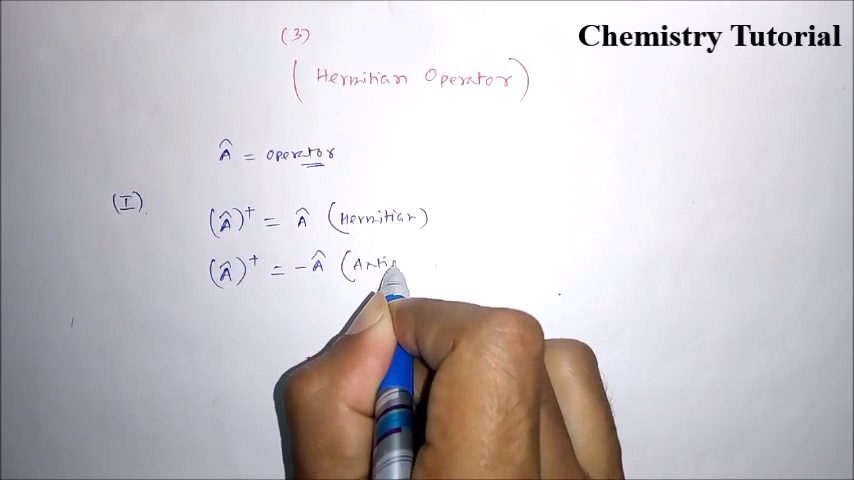 (3)
Chemistry Tutorial
(Hermitian Operator)
Â = operator
(I).
(Â)† = Â (Hermitian)
(Â)† = -Â (Anti